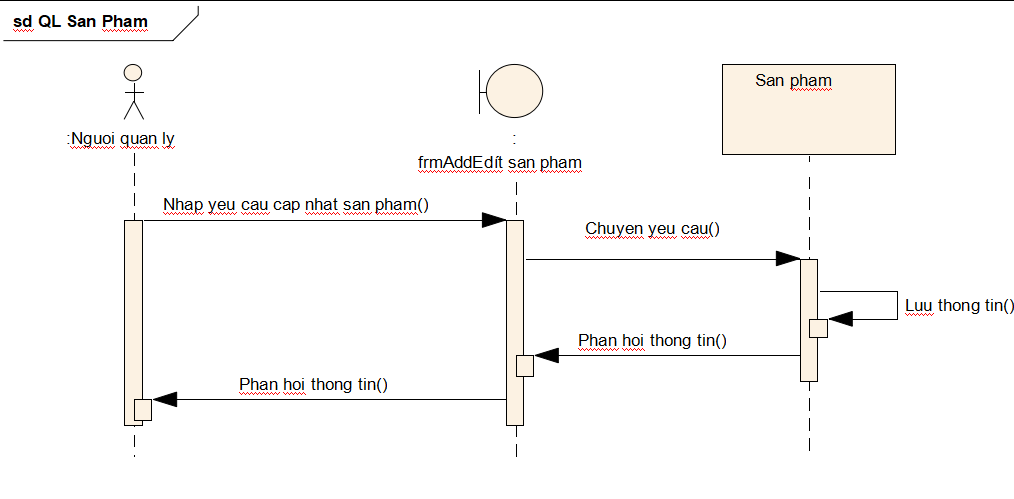 sd QL San Pham
:Nguoi quan ly
:
frmAddEdít san pham
San pham
Nhap yeu cau cap nhat san pham()
Chuyen yeu cau()
Luu thong tin()
Phan hoi thong tin()
Phan hoi thong tin()